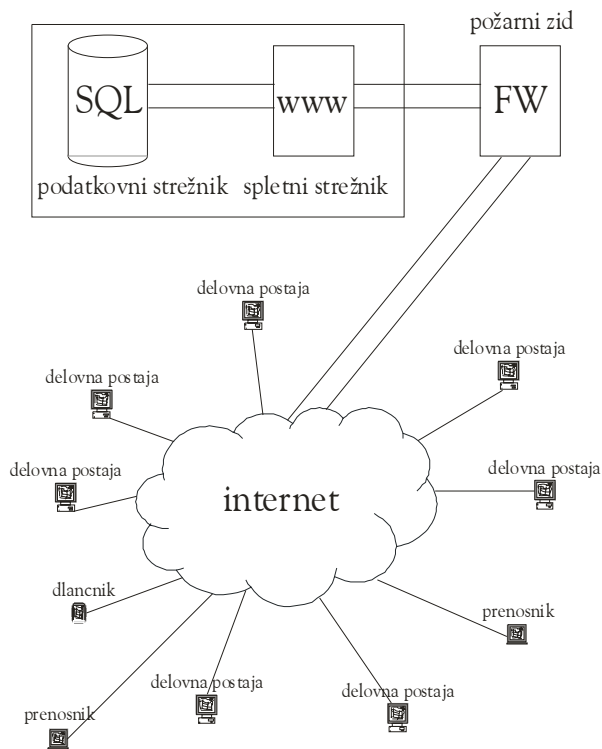 požarni zid
SQL
www
FW
podatkovni strežnik
spletni strežnik
delovna postaja
delovna postaja
delovna postaja
delovna postaja
delovna postaja
internet
dlancnik
prenosnik
delovna postaja
delovna postaja
prenosnik